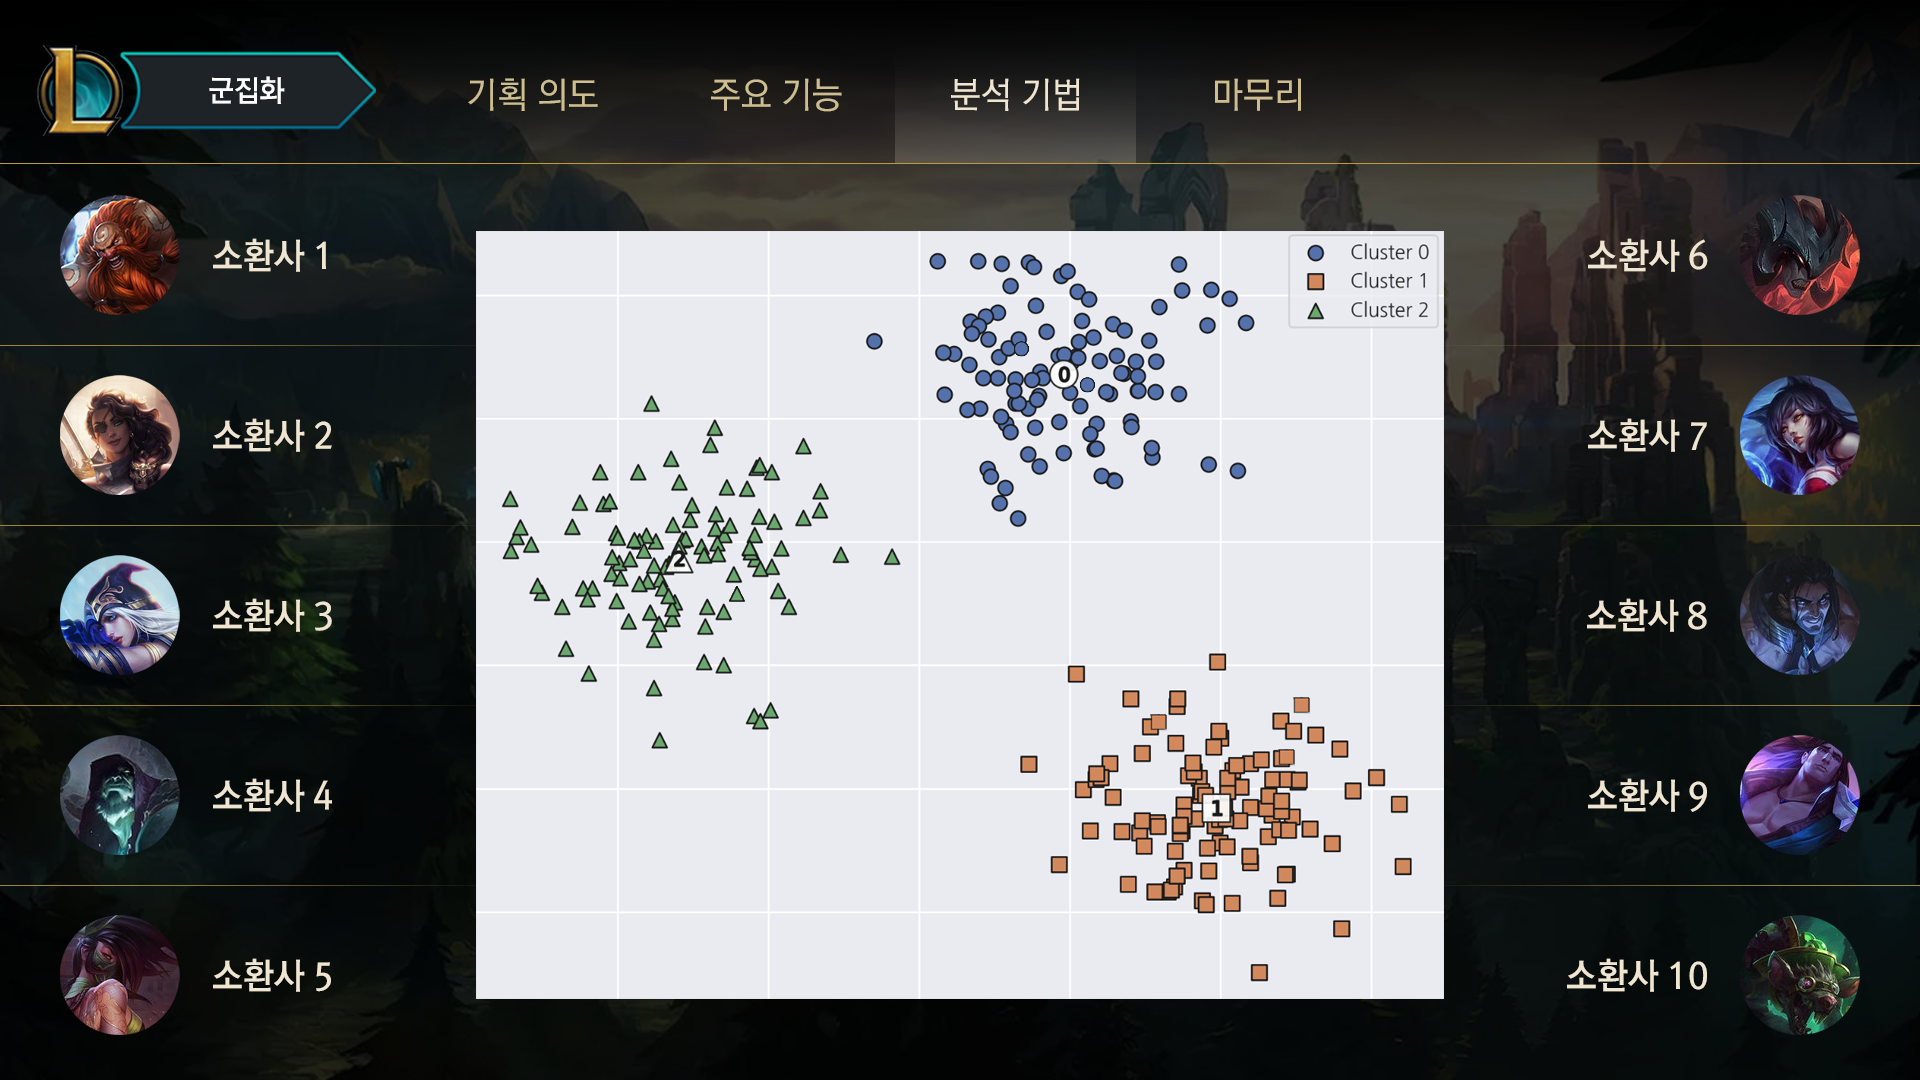 군집화
기획 의도
주요 기능
분석 기법
마무리
소환사 1
소환사 2
소환사 3
소환사 4
소환사 5
Cluster 0
Cluster 1
Cluster 2
0
2
1
소환사 6
소환사 7
소환사 8
소환사 9
소환사 10